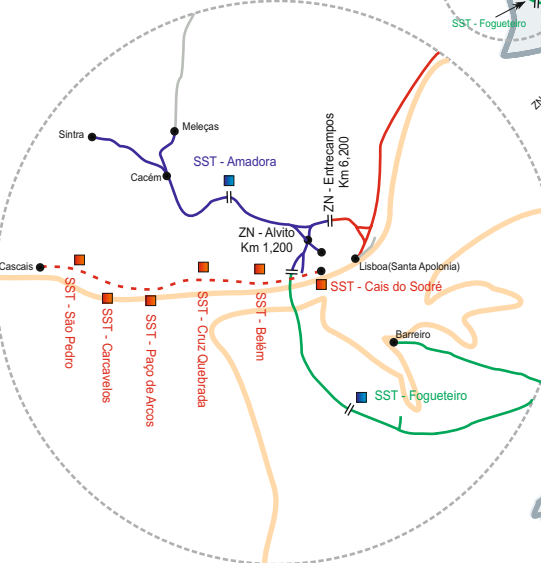 SST - Fogueteiro
ZN
Sintra
Meleças
Cacém
SST - Amadora
ZN - Entrecampos
Km 6,200
ZN - Alvito
Km 1,200
Cascais
Lisboa(Santa Apolonia)
SST - Cais do Sodré
SST - São Pedro
SST - Carcavelos
SST - Paço de Arcos
SST - Cruz Quebrada
SST - Belém
Barreiro
SST - Fogueteiro